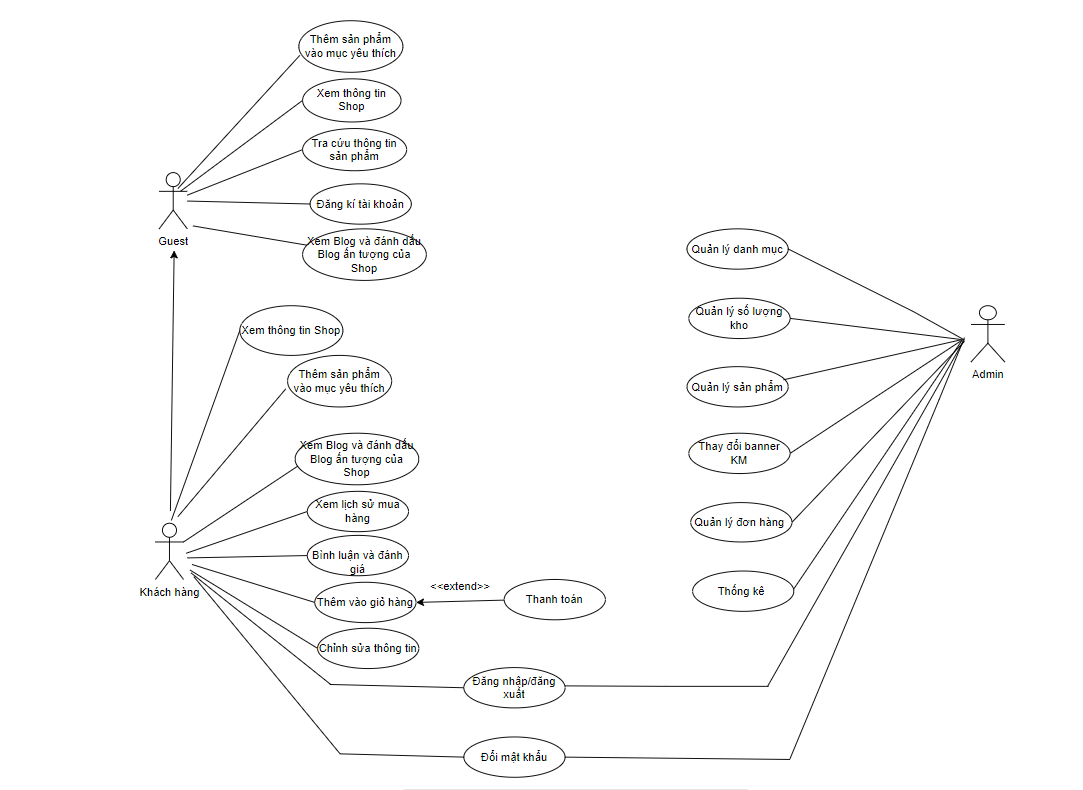 Thêm sản phẩm
vào mục yêu thích
Xem thông tin
Shop
Tra cứu thông tin
sản phẩm
Đăng kí tài khoản
Guest
Xem Blog và đánh dấu
Blog ấn tượng của
Shop
Quản lý danh mục
Xem thông tin Shop
Quản lý số lượng
kho
Thêm sản phẩm
vào mục yêu thích
Admin
Quản lý sản phẩm
Xem Blog và đánh dấu
Blog ấn tượng của
Shop
Thay đổi banner
KM
Xem lịch sử mua
hàng
Quản lý đơn hàng
Bình luận và đánh
giá
Khách hàng
Thêm vào giỏ hàng
<<extend>>
Thanh toán
Thống kê
Chỉnh sửa thông tin
Đăng nhập/đăng
xuất
Đổi mật khẩu